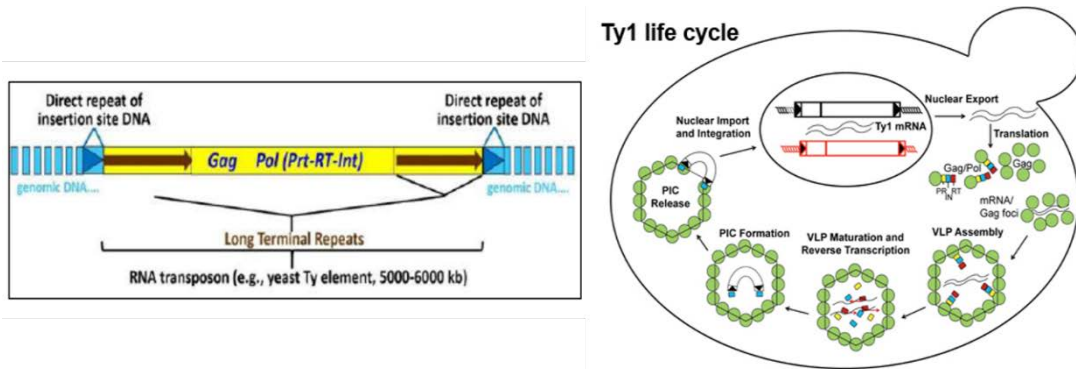 Direct repeat of
insertion site DNA
Direct repeat of
insertion site DNA
Gag Pol (Prt-RT-Int)
genomic DNA....
genomic DNA....
Long Terminal Repeats
RNA transposon (e.g., yeast Ty element, 5000-6000 kb)
Ty1 life cycle
Nuclear Export
Nuclear Import
and Integration
Ty1 mRNA
Translation
Gag/Pol
Gag
PR
RT
IN
mRNA/
Gag foci
PIC
Release
PIC Formation
VLP Maturation and
Reverse Transcription
VLP Assembly